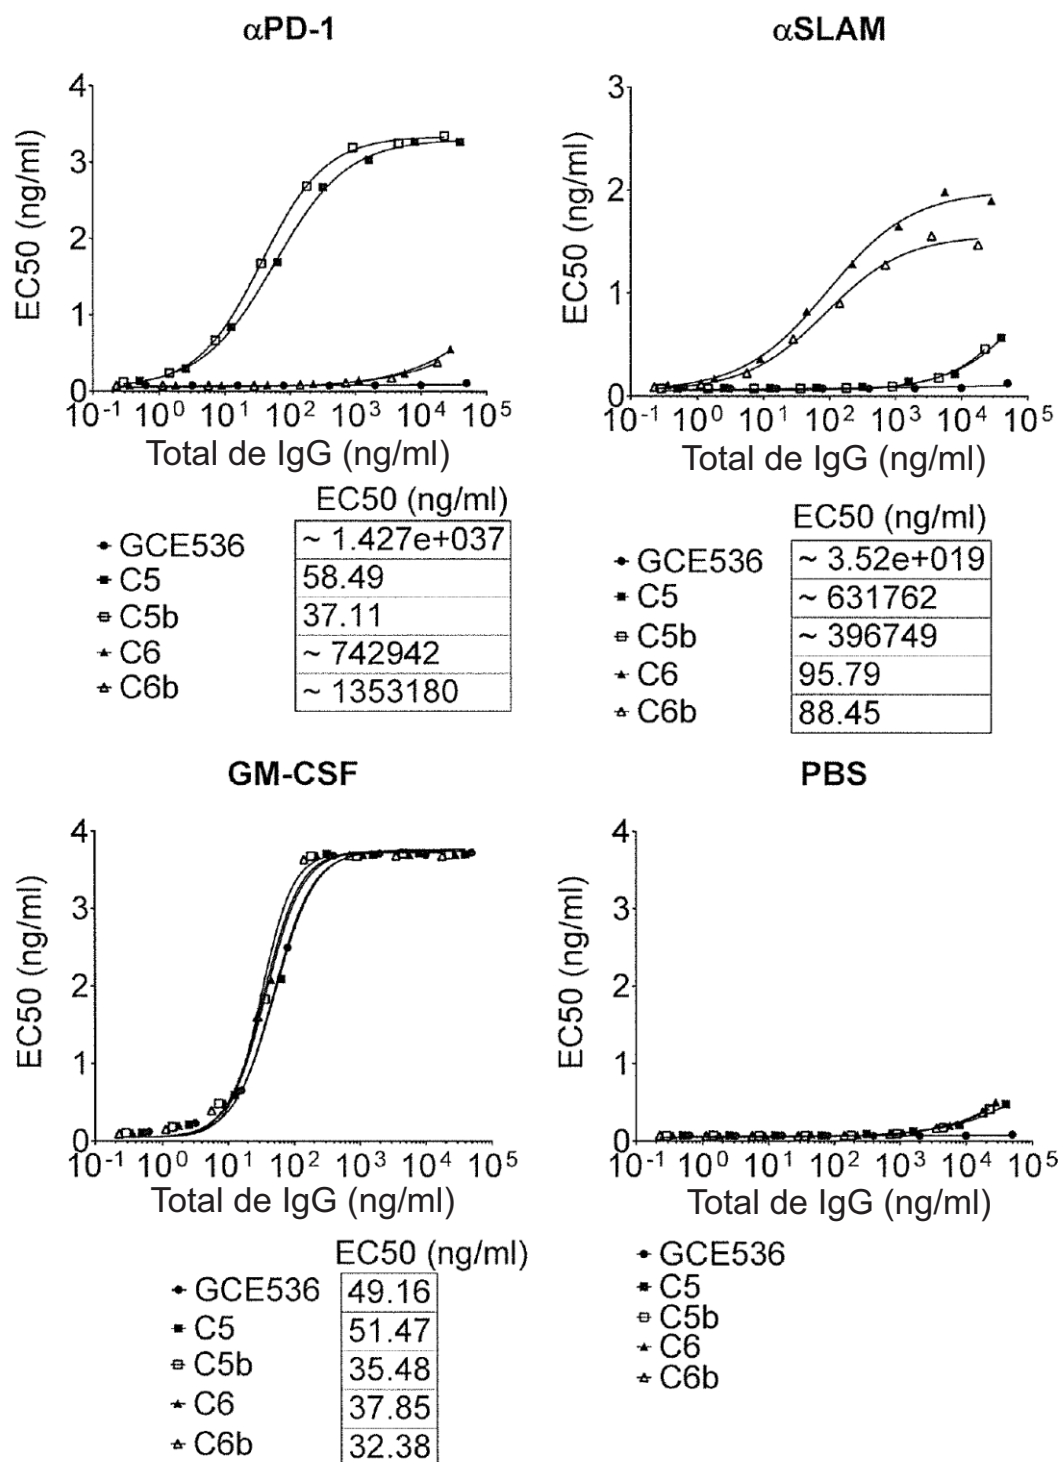 αPD-1
4
3
2
1
0
EC50 (ng/ml)
10-1 100 101 102 103 104 105
Total de IgG (ng/ml)
EC50 (ng/ml)
GCE536 ~ 1.427e+037
C5 58.49
C5b 37.11
C6 ~ 742942
C6b ~ 1353180
αSLAM
3
2
1
0
EC50 (ng/ml)
10-1 100 101 102 103 104 105
Total de IgG (ng/ml)
EC50 (ng/ml)
GCE536 ~ 3.52e+019
C5 ~ 631762
C5b ~ 396749
C6 95.79
C6b 88.45
GM-CSF
4
3
2
1
0
EC50 (ng/ml)
10-1 100 101 102 103 104 105
Total de IgG (ng/ml)
EC50 (ng/ml)
GCE536 49.16
C5 51.47
C5b 35.48
C6 37.85
C6b 32.38
PBS
4
3
2
1
0
EC50 (ng/ml)
10-1 100 101 102 103 104 105
Total de IgG (ng/ml)
GCE536
C5
C5b
C6
C6b